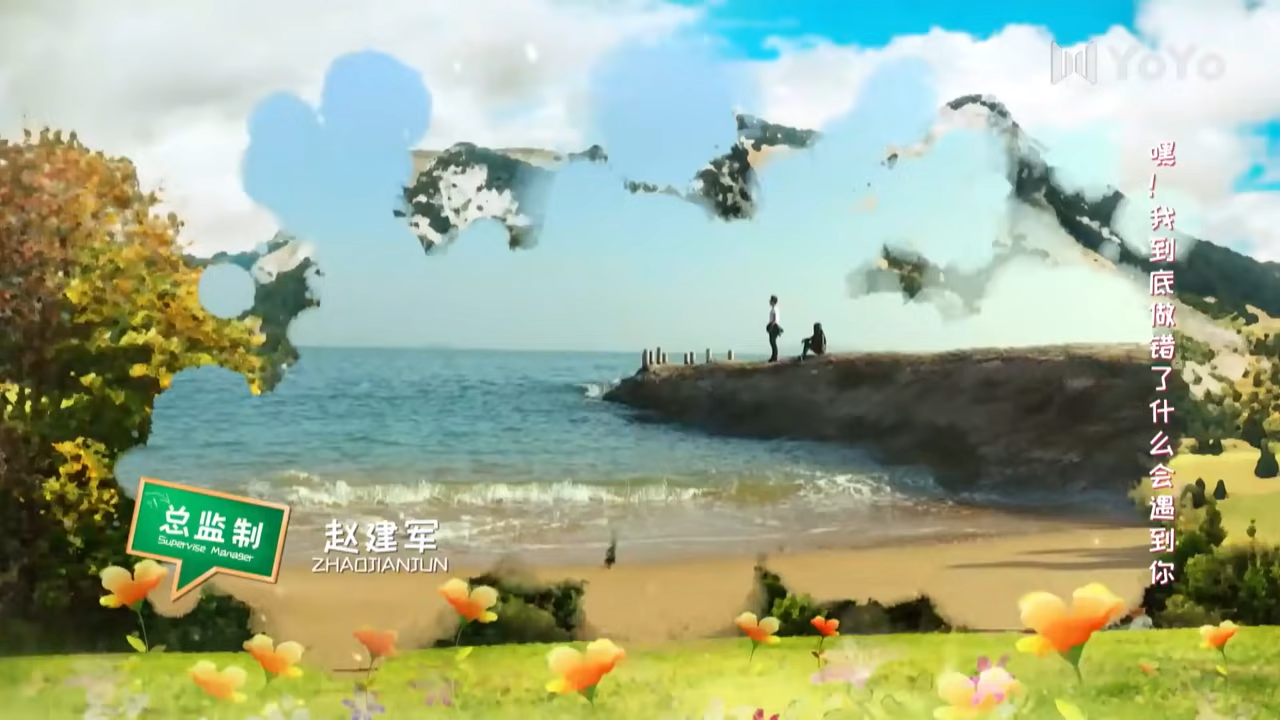 YoYo
嘿！我到底做错了什么会遇到你
总监制
Supervise Manager
赵建军
ZHAOJIANJUN